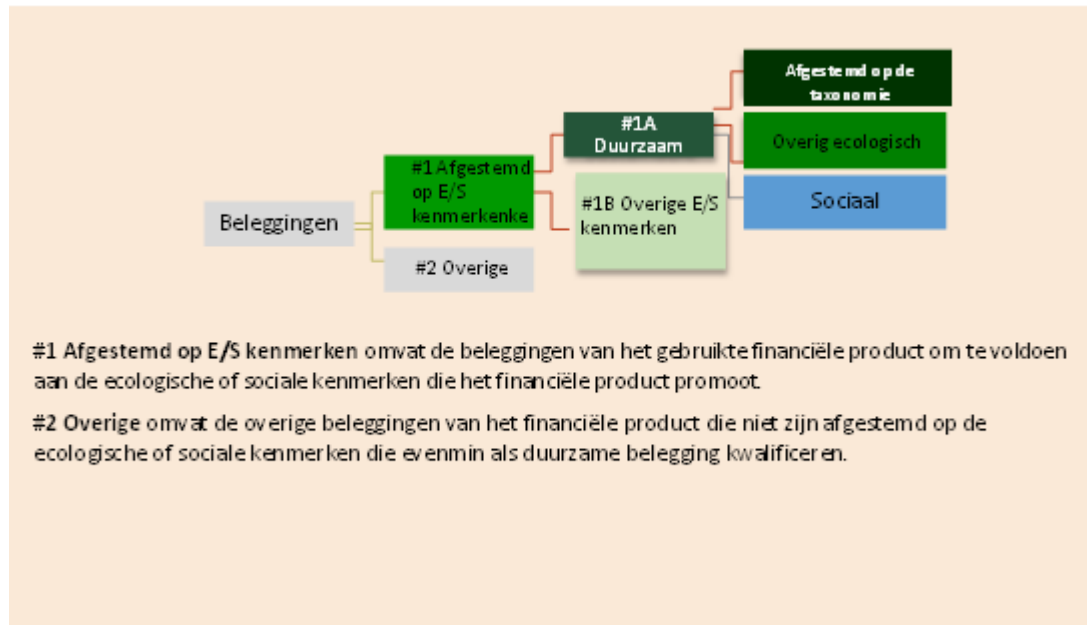 Beleggingen
#1 Afgestemd
op E/S
kenmerkenke
#2 Overige
#1A
Duurzaam
#1B Overige E/S
kenmerken
Afgestemd op de
taxonomie
Overig ecologisch
Sociaal
#1 Afgestemd op E/S kenmerken omvat de beleggingen van het gebruikte financiële product om te voldoen
aan de ecologische of sociale kenmerken die het financiële product promoot.
#2 Overige omvat de overige beleggingen van het financiële product die niet zijn afgestemd op de
ecologische of sociale kenmerken die evenmin als duurzame belegging kwalificeren.